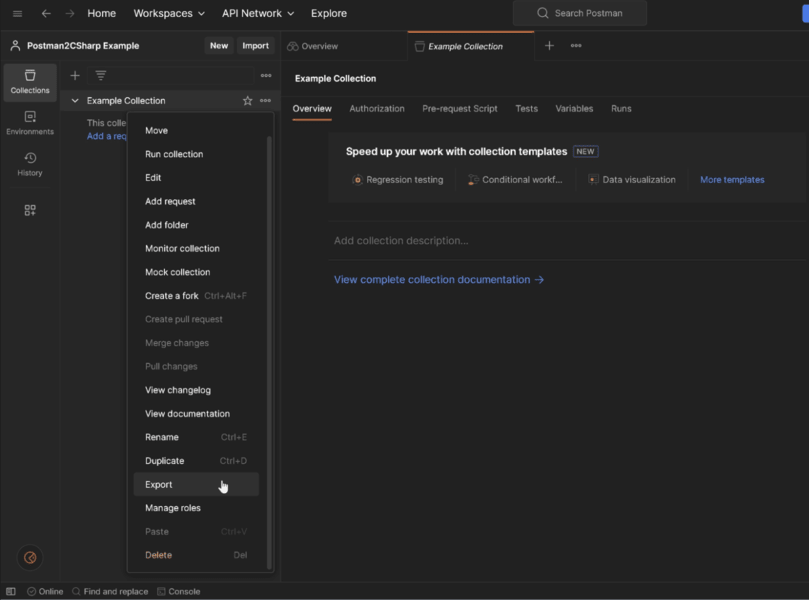 Home Workspaces API Network Explore Search Postman
Postman2CSharp Example New Import Overview Example Collection
Collections
Environments
History
Example Collection
This colle
Add a req
Move
Run collection
Edit
Add request
Add folder
Monitor collection
Mock collection
Create a fork Ctrl+Alt+F
Create pull request
Merge changes
Pull changes
View changelog
View documentation
Rename Ctrl+E
Duplicate Ctrl+D
Export
Manage roles
Paste Ctrl+V
Delete Del
Example Collection
Overview Authorization Pre-request Script Tests Variables Runs
Speed up your work with collection templates NEW
Regression testing Conditional workf... Data visualization More templates
Add collection description...
View complete collection documentation →
Online Find and replace Console